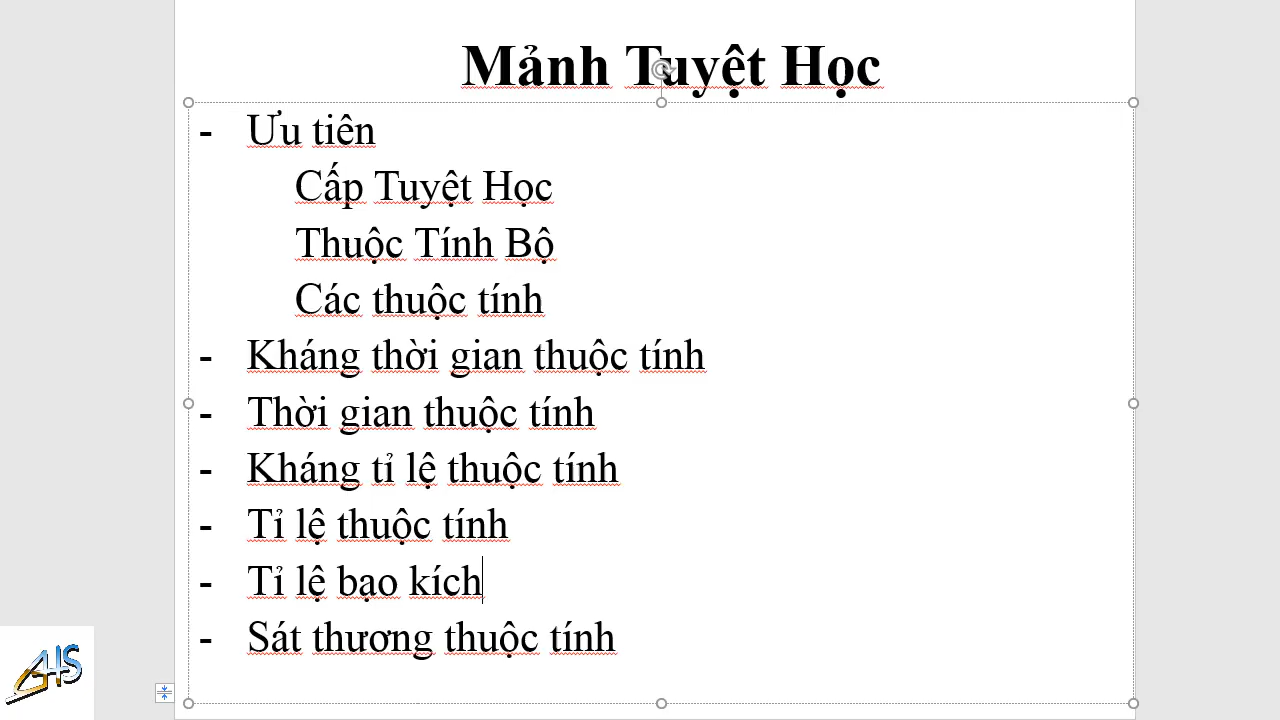 Mảnh Tuyệt Học
- Ưu tiên
Cấp Tuyệt Học
Thuộc Tính Bộ
Các thuộc tính
- Kháng thời gian thuộc tính
- Thời gian thuộc tính
- Kháng tỉ lệ thuộc tính
- Tỉ lệ thuộc tính
- Tỉ lệ bạo kích
- Sát thương thuộc tính